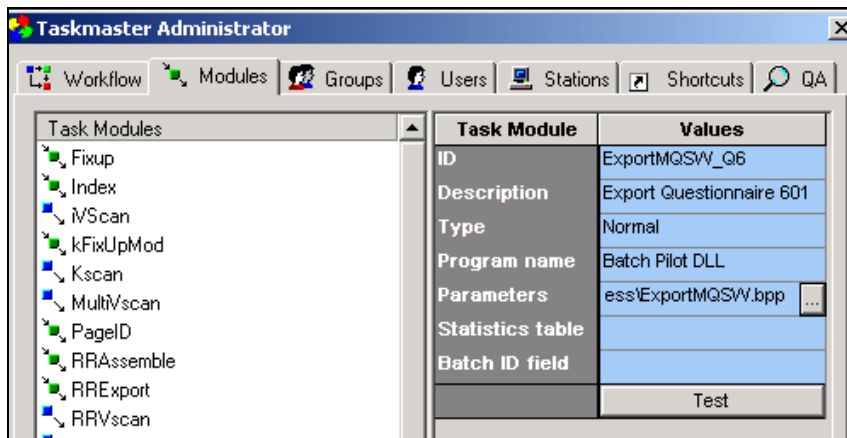 Taskmaster Administrator
Workflow Modules Groups Users Stations Shortcuts QA
Task Modules
Fixup
Index
iVScan
kFixUpMod
Kscan
MultiVscan
PageID
RRAssemble
RRExport
RRVscan
Task Module Values
ID ExportMQSW_Q6
Description Export Questionnaire 601
Type Normal
Program name Batch Pilot DLL
Parameters ess\ExportMQSW.bpp ...
Statistics table
Batch ID field
Test